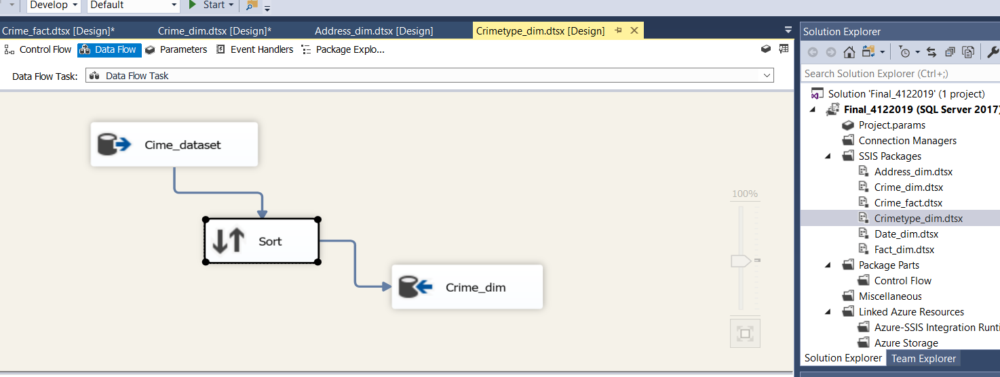 Develop Default Start
Crime_fact.dtsx [Design]* Crime_dim.dtsx [Design]* Address_dim.dtsx [Design] Crimetype_dim.dtsx [Design]
Control Flow Data Flow Parameters Event Handlers Package Explo...
Data Flow Task: Data Flow Task
Cime_dataset
Sort
Crime_dim
100%
Solution Explorer
Search Solution Explorer (Ctrl+;)
Solution 'Final_4122019' (1 project)
Final_4122019 (SQL Server 2017)
Project.params
Connection Managers
SSIS Packages
Address_dim.dtsx
Crime_dim.dtsx
Crime_fact.dtsx
Crimetype_dim.dtsx
Date_dim.dtsx
Fact_dim.dtsx
Package Parts
Control Flow
Miscellaneous
Linked Azure Resources
Azure-SSIS Integration Runti
Azure Storage
Solution Explorer Team Explorer